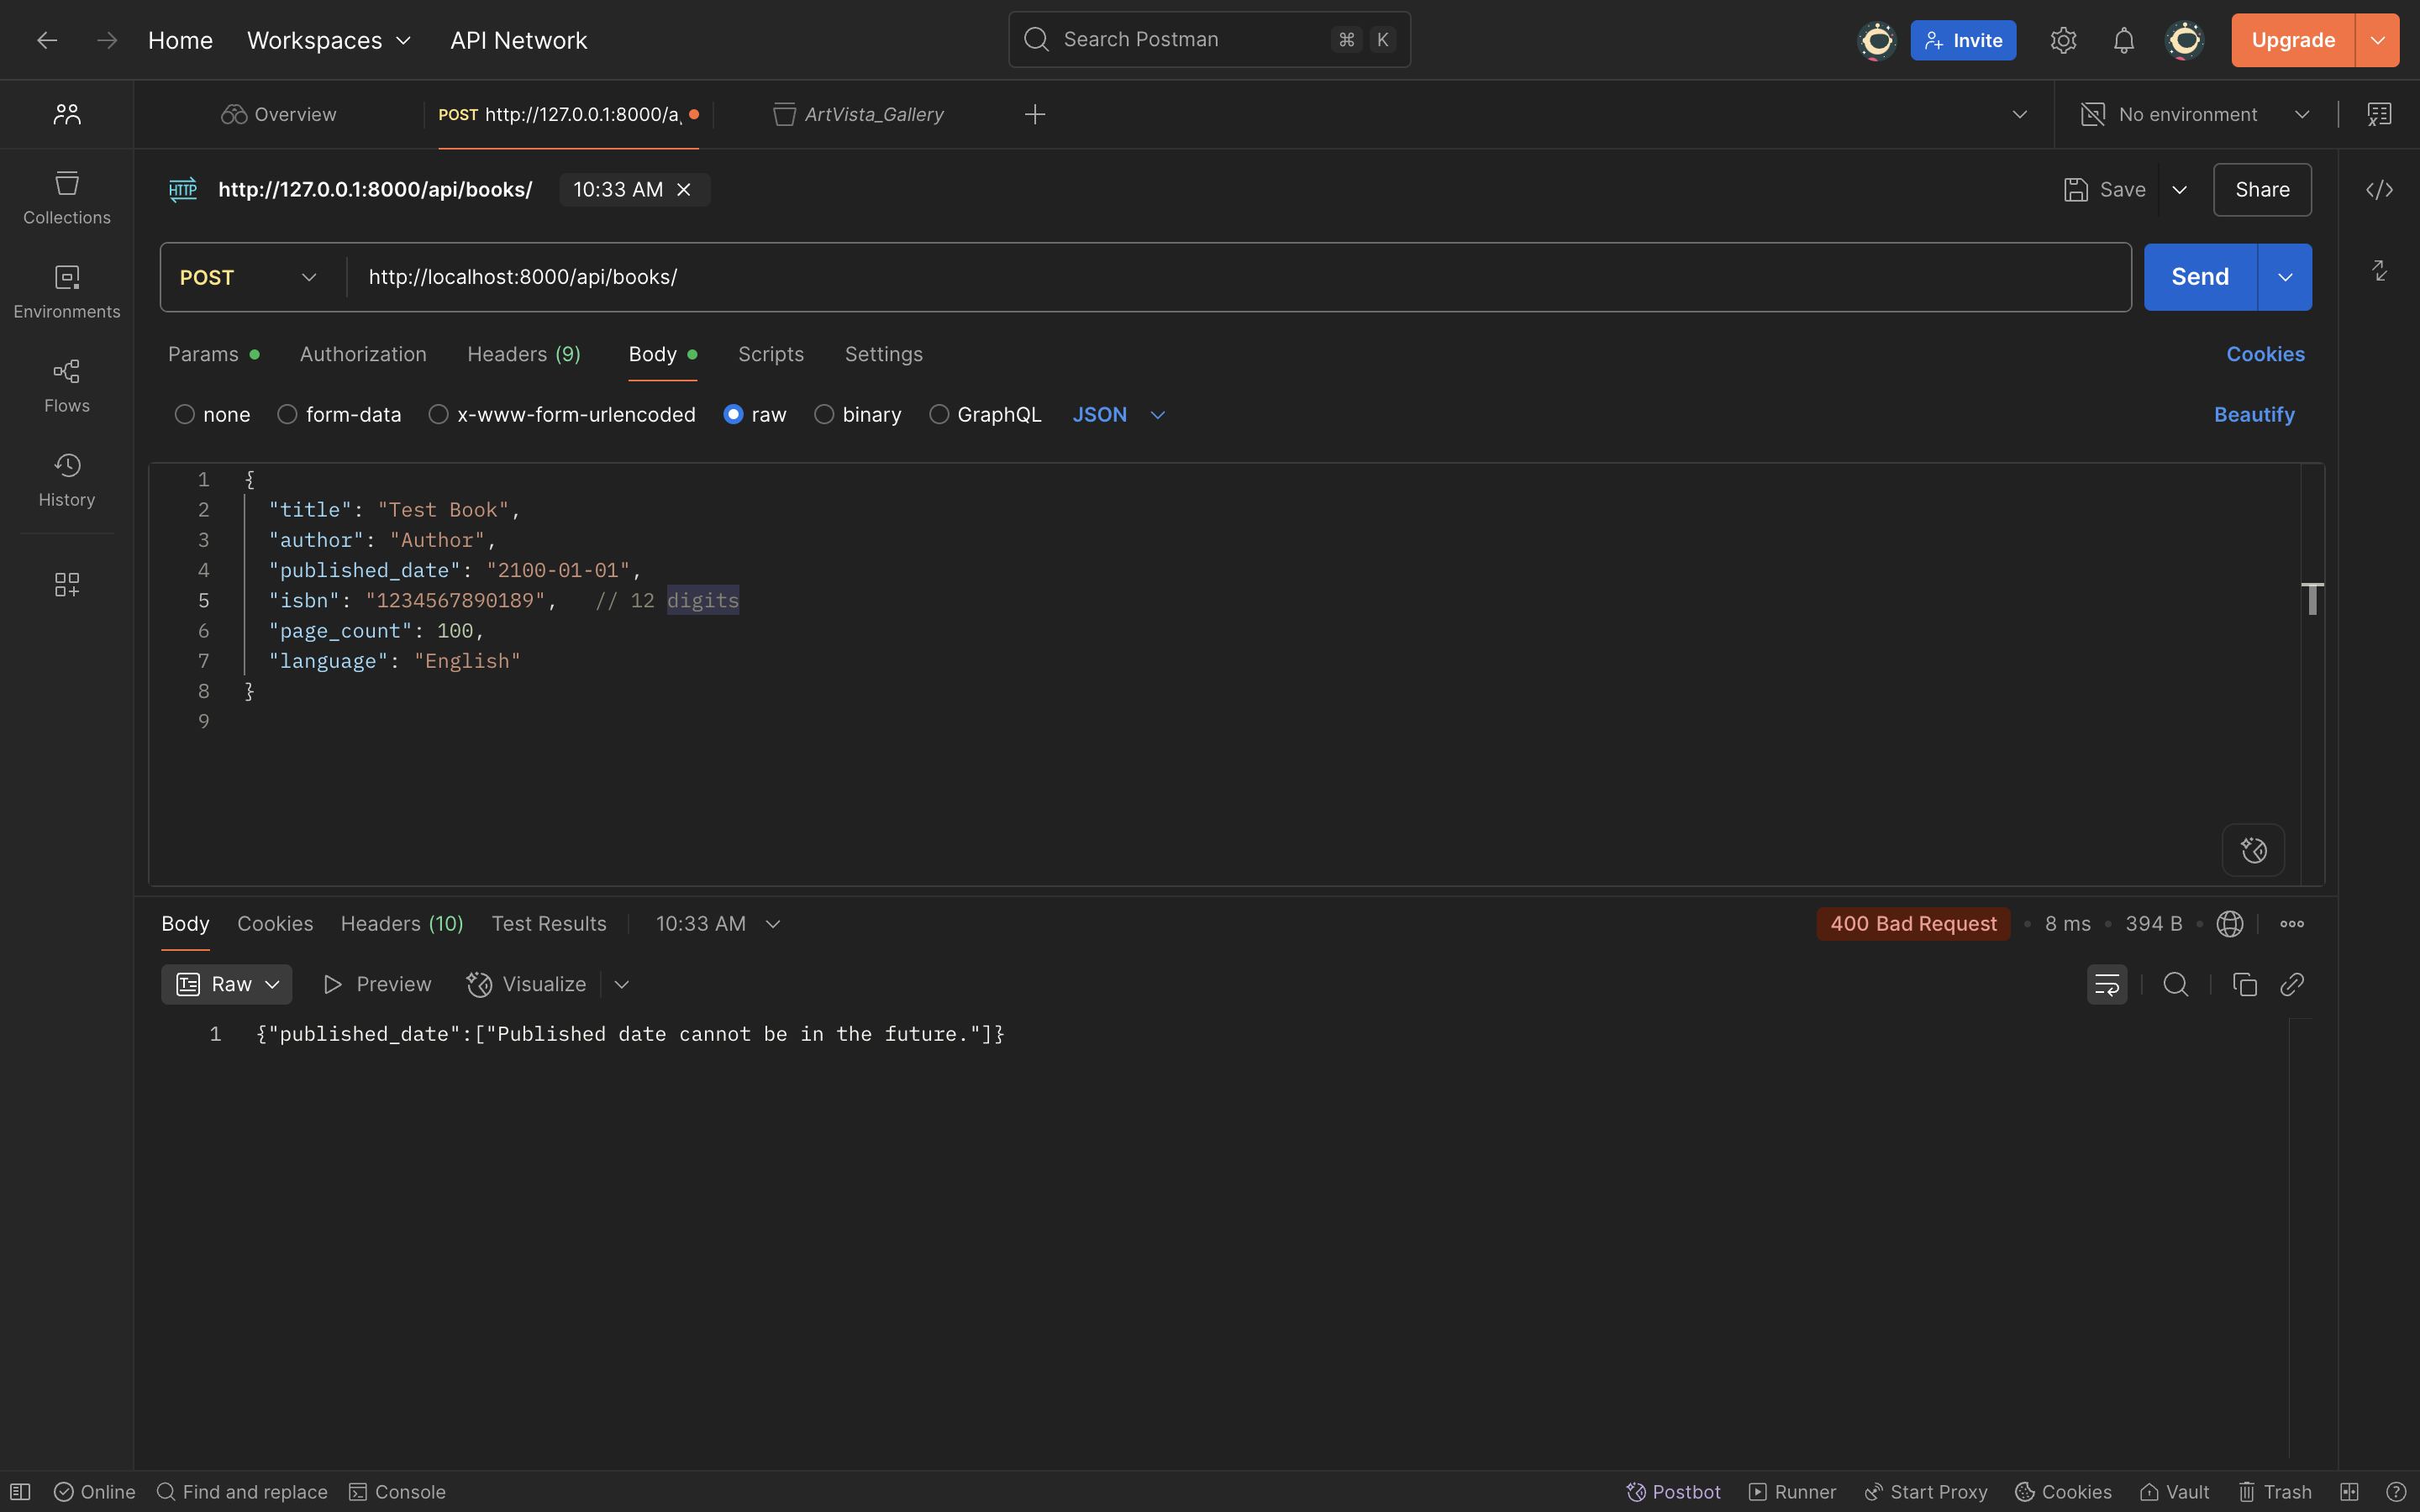 Home Workspaces API Network Search Postman ⌘ K Invite Upgrade
Overview POST http://127.0.0.1:8000/a ArtVista_Gallery No environment
HTTP http://127.0.0.1:8000/api/books/ 10:33 AM Save Share
Collections
POST http://localhost:8000/api/books/ Send
Environments
Params Authorization Headers (9) Body Scripts Settings Cookies
Flows
none form-data x-www-form-urlencoded raw binary GraphQL JSON Beautify
History
1 {
2 "title": "Test Book",
3 "author": "Author",
4 "published_date": "2100-01-01",
5 "isbn": "1234567890189", // 12 digits
6 "page_count": 100,
7 "language": "English"
8 }
9
Body Cookies Headers (10) Test Results 10:33 AM 400 Bad Request 8 ms 394 B
Raw Preview Visualize
1 {"published_date":["Published date cannot be in the future."]}
Online Find and replace Console Postbot Runner Start Proxy Cookies Vault Trash